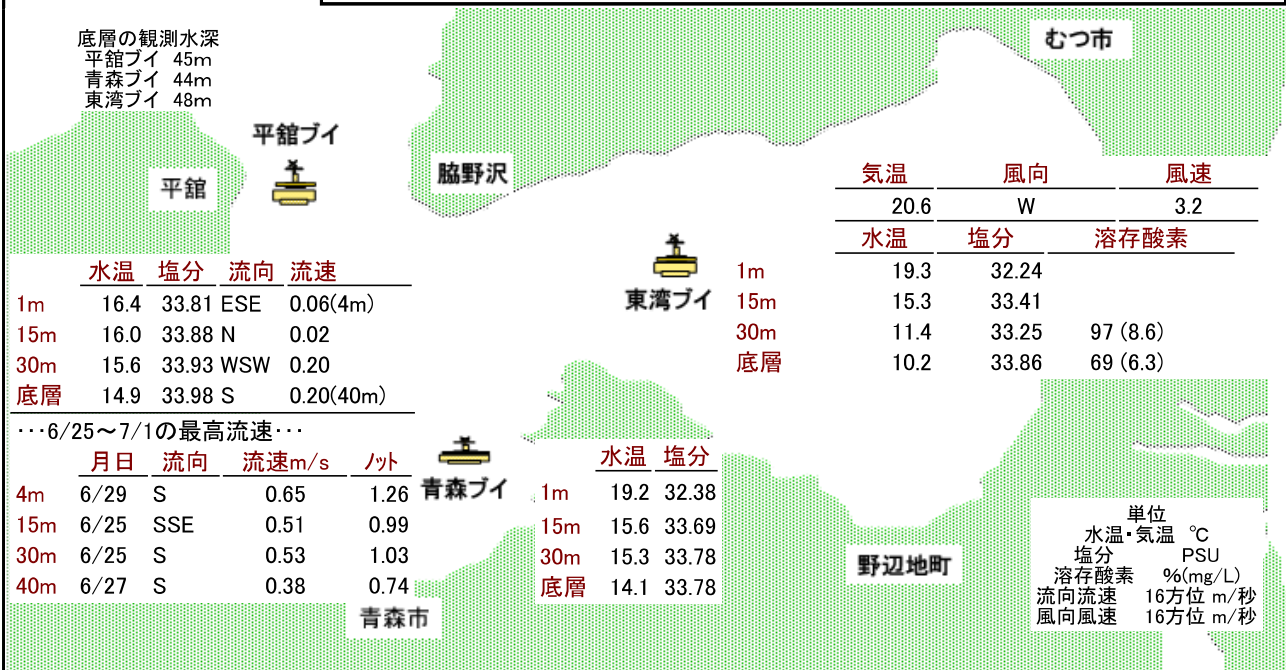 底層の観測水深
平舘ブイ 45m
青森ブイ 44m
東湾ブイ 48m
むつ市
平舘ブイ
平舘
脇野沢
気温 風向 風速
20.6 W 3.2
水温 塩分 溶存酸素
1m 19.3 32.24
15m 15.3 33.41
30m 11.4 33.25 97 (8.6)
底層 10.2 33.86 69 (6.3)
東湾ブイ
水温 塩分 流向 流速
1m 16.4 33.81 ESE 0.06(4m)
15m 16.0 33.88 N 0.02
30m 15.6 33.93 WSW 0.20
底層 14.9 33.98 S 0.20(40m)
･･･6/25～7/1の最高流速･･･
月日 流向 流速m/s ﾉｯﾄ
4m 6/29 S 0.65 1.26
15m 6/25 SSE 0.51 0.99
30m 6/25 S 0.53 1.03
40m 6/27 S 0.38 0.74
青森ブイ
水温 塩分
1m 19.2 32.38
15m 15.6 33.69
30m 15.3 33.78
底層 14.1 33.78
青森市
野辺地町
単位
水温･気温 ℃
塩分 PSU
溶存酸素 %(mg/L)
流向流速 16方位 m/秒
風向風速 16方位 m/秒